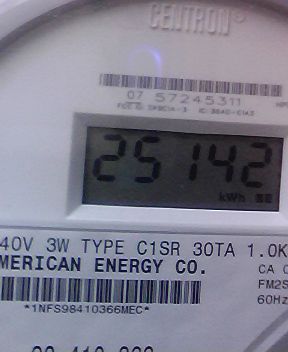 CENTRON®
07 57245311
25142
kWh
40V 3W TYPE C1SR 30TA 1.0K
MERICAN ENERGY CO.
CA 0
FM2S
60Hz
*1NFS98410366MEC*